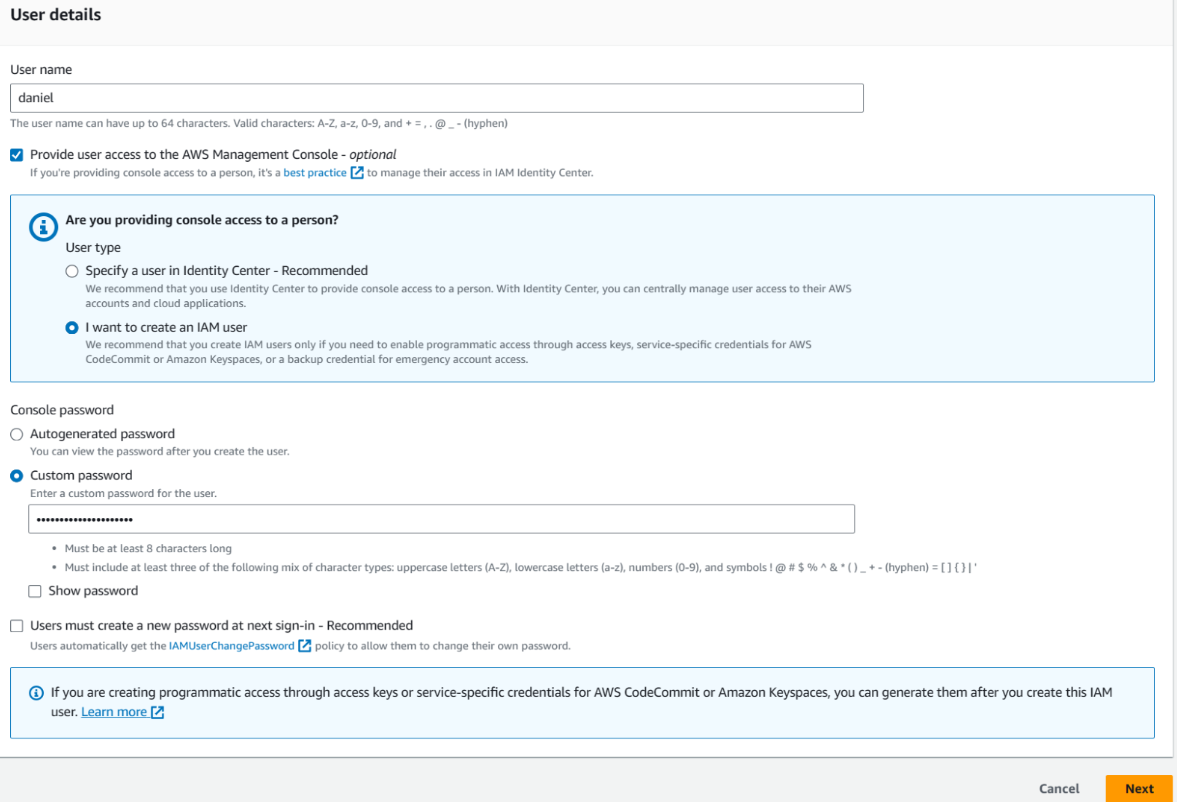 User details
User name
daniel
The user name can have up to 64 characters. Valid characters: A-Z, a-z, 0-9, and + = , . @ _ - (hyphen)
Provide user access to the AWS Management Console - optional
If you're providing console access to a person, it's a best practice to manage their access in IAM Identity Center.
Are you providing console access to a person?
User type
Specify a user in Identity Center - Recommended
We recommend that you use Identity Center to provide console access to a person. With Identity Center, you can centrally manage user access to their AWS
accounts and cloud applications.
I want to create an IAM user
We recommend that you create IAM users only if you need to enable programmatic access through access keys, service-specific credentials for AWS
CodeCommit or Amazon Keyspaces, or a backup credential for emergency account access.
Console password
Autogenerated password
You can view the password after you create the user.
Custom password
Enter a custom password for the user.
•••••••••••••••••••••
• Must be at least 8 characters long
• Must include at least three of the following mix of character types: uppercase letters (A-Z), lowercase letters (a-z), numbers (0-9), and symbols ! @ # $ % ^ & * ( ) _ + - (hyphen) = [ ] { } | '
Show password
Users must create a new password at next sign-in - Recommended
Users automatically get the IAMUserChangePassword policy to allow them to change their own password.
If you are creating programmatic access through access keys or service-specific credentials for AWS CodeCommit or Amazon Keyspaces, you can generate them after you create this IAM
user. Learn more
Cancel Next